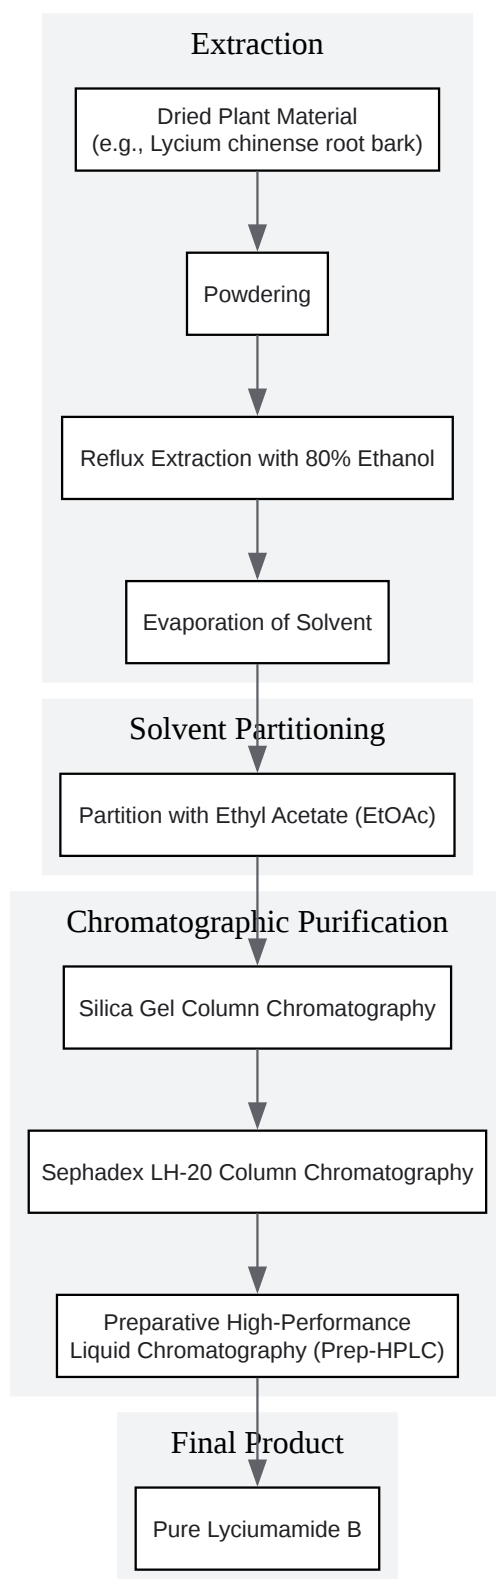 Extraction
Dried Plant Material
(e.g., Lycium chinense root bark)
Powdering
Reflux Extraction with 80% Ethanol
Evaporation of Solvent
Solvent Partitioning
Partition with Ethyl Acetate (EtOAc)
Chromatographic Purification
Silica Gel Column Chromatography
Sephadex LH-20 Column Chromatography
Preparative High-Performance
Liquid Chromatography (Prep-HPLC)
Final Product
Pure Lyciumamide B